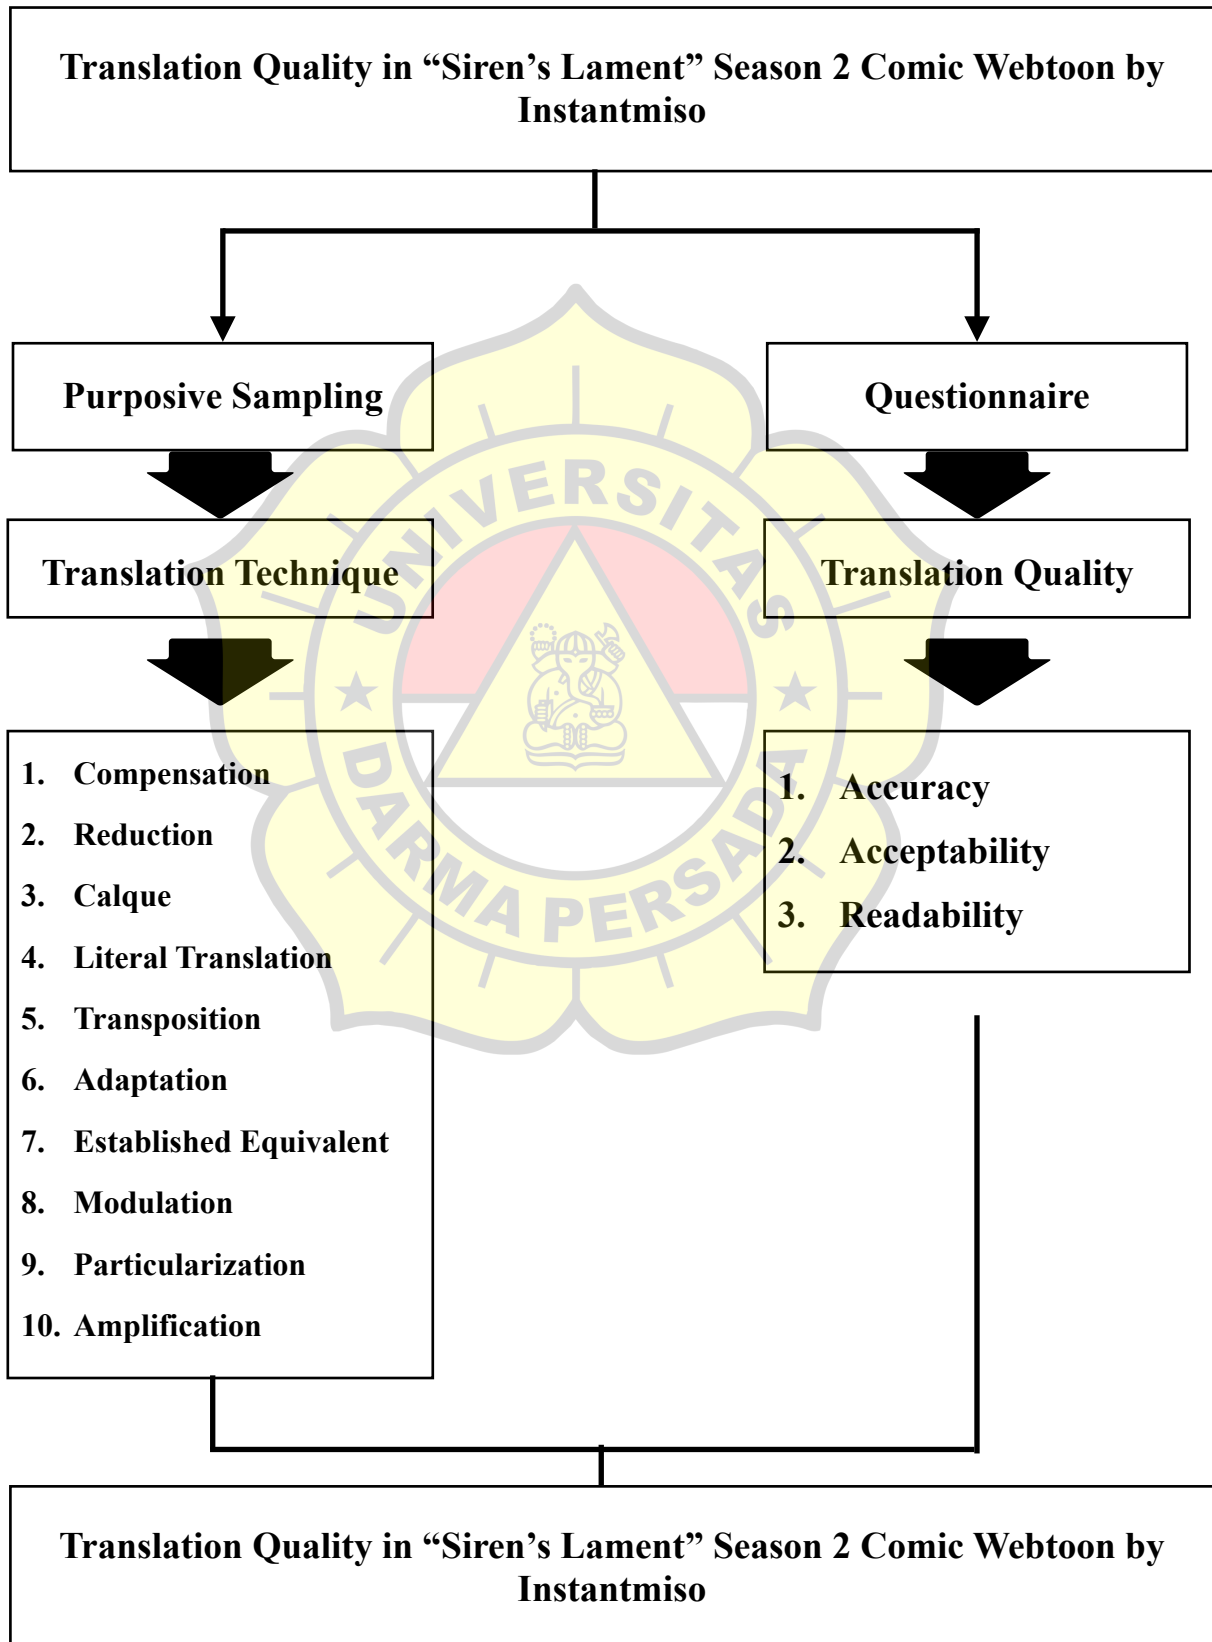 Translation Quality in “Siren’s Lament” Season 2 Comic Webtoon by
Instantmiso
Purposive Sampling
Questionnaire
Translation Technique
Translation Quality
1. Compensation
2. Reduction
3. Calque
4. Literal Translation
5. Transposition
6. Adaptation
7. Established Equivalent
8. Modulation
9. Particularization
10. Amplification
1. Accuracy
2. Acceptability
3. Readability
UNIVERSITAS
DARMA PERSADA
Translation Quality in “Siren’s Lament” Season 2 Comic Webtoon by
Instantmiso